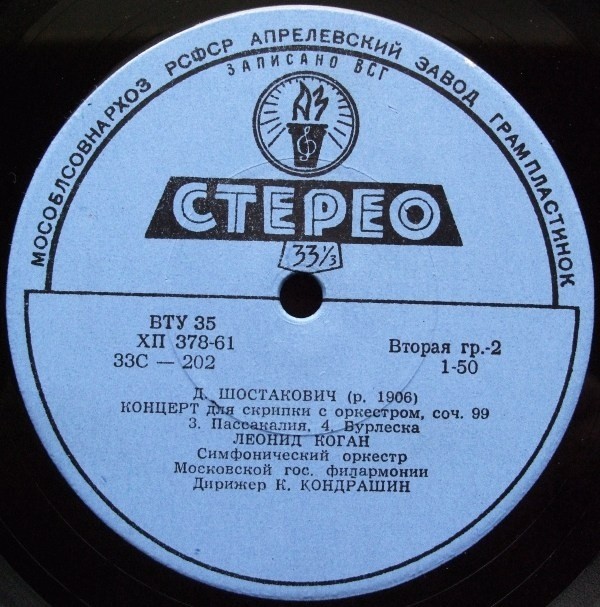 МОСОБЛСОВНАРХОЗ РСФСР АПРЕЛЕВСКИЙ ЗАВОД ГРАМПЛАСТИНОК
ЗАПИСАНО ВСГ
АЗ
СТЕРЕО
33⅓
ВТУ 35
ХП 378-61
33С — 202
Вторая гр.-2
1-50
Д. ШОСТАКОВИЧ (р. 1906)
КОНЦЕРТ для скрипки с оркестром, соч. 99
3. Пассакалия, 4. Бурлеска
ЛЕОНИД КОГАН
Симфонический оркестр
Московской гос. филармонии
Дирижер К. КОНДРАШИН